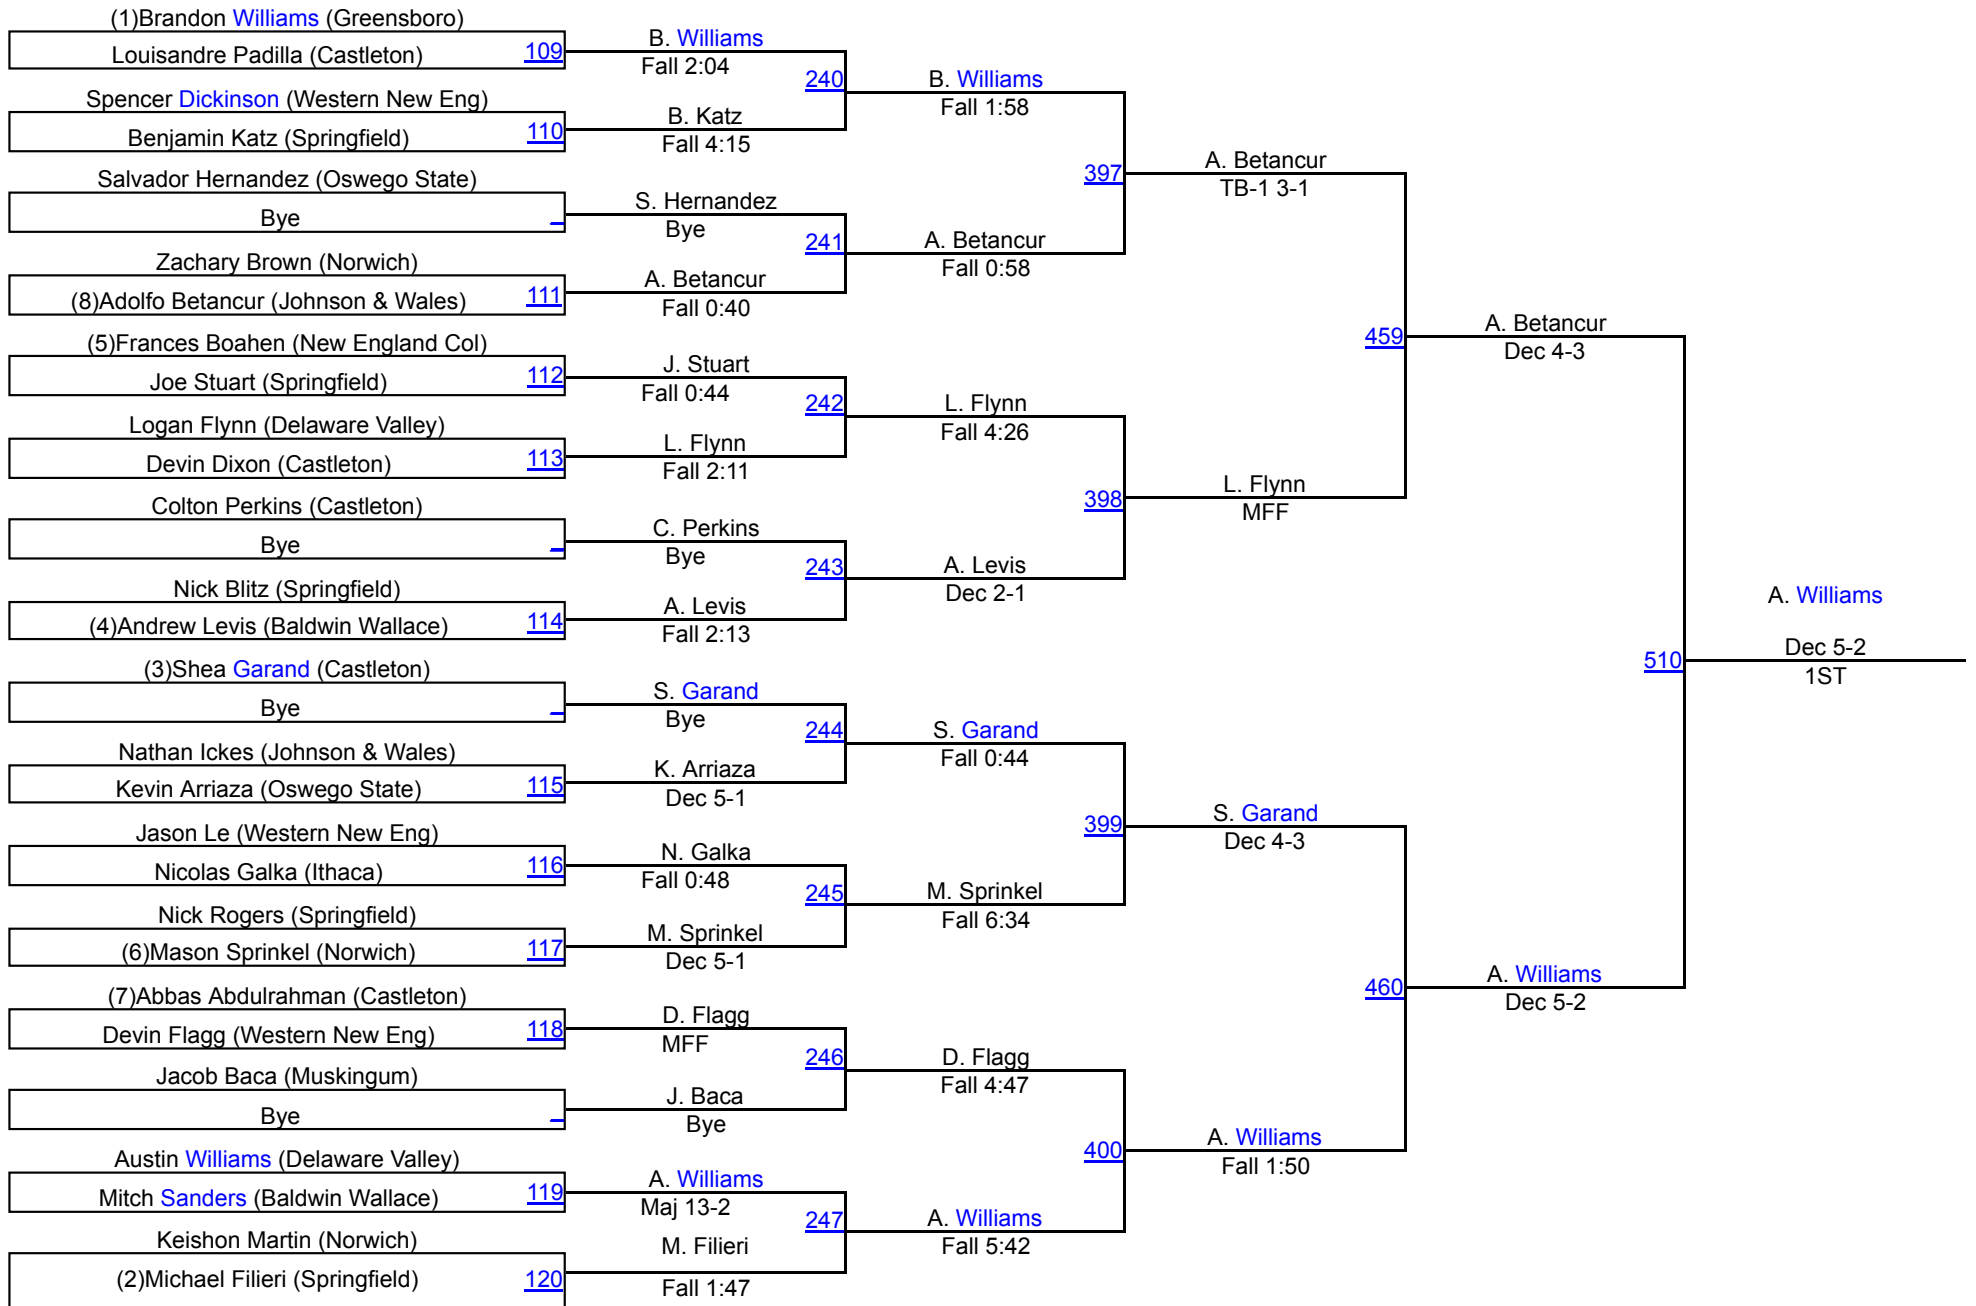 (1)Brandon Williams (Greensboro)
Louisandre Padilla (Castleton) 109
Spencer Dickinson (Western New Eng)
Benjamin Katz (Springfield) 110
Salvador Hernandez (Oswego State)
Bye
Zachary Brown (Norwich)
(8)Adolfo Betancur (Johnson & Wales) 111
(5)Frances Boahen (New England Col)
Joe Stuart (Springfield) 112
Logan Flynn (Delaware Valley)
Devin Dixon (Castleton) 113
Colton Perkins (Castleton)
Bye
Nick Blitz (Springfield)
(4)Andrew Levis (Baldwin Wallace) 114
(3)Shea Garand (Castleton)
Bye
Nathan Ickes (Johnson & Wales)
Kevin Arriaza (Oswego State) 115
Jason Le (Western New Eng)
Nicolas Galka (Ithaca) 116
Nick Rogers (Springfield)
(6)Mason Sprinkel (Norwich) 117
(7)Abbas Abdulrahman (Castleton)
Devin Flagg (Western New Eng) 118
Jacob Baca (Muskingum)
Bye
Austin Williams (Delaware Valley)
Mitch Sanders (Baldwin Wallace) 119
Keishon Martin (Norwich)
(2)Michael Filieri (Springfield) 120
B. Williams
Fall 2:04
240
B. Katz
Fall 4:15
S. Hernandez
Bye
241
A. Betancur
Fall 0:40
J. Stuart
Fall 0:44
242
L. Flynn
Fall 2:11
C. Perkins
Bye
243
A. Levis
Fall 2:13
S. Garand
Bye
244
K. Arriaza
Dec 5-1
N. Galka
Fall 0:48
245
M. Sprinkel
Dec 5-1
D. Flagg
MFF
246
J. Baca
Bye
A. Williams
Maj 13-2
247
M. Filieri
Fall 1:47
B. Williams
Fall 1:58
397
A. Betancur
Fall 0:58
L. Flynn
Fall 4:26
398
A. Levis
Dec 2-1
S. Garand
Fall 0:44
399
M. Sprinkel
Fall 6:34
D. Flagg
Fall 4:47
400
A. Williams
Fall 5:42
A. Betancur
TB-1 3-1
459
L. Flynn
MFF
S. Garand
Dec 4-3
460
A. Williams
Fall 1:50
A. Betancur
Dec 4-3
510
A. Williams
Dec 5-2
A. Williams
Dec 5-2
1ST